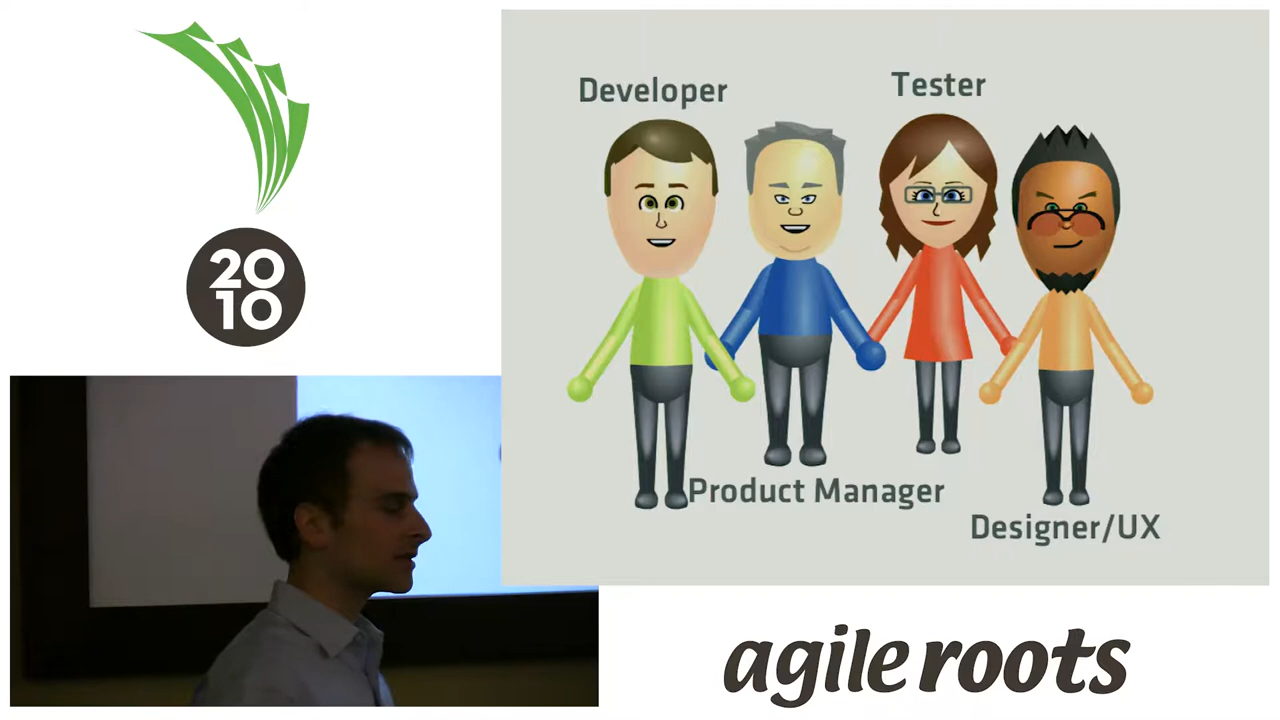 20
10
Developer
Tester
Product Manager
Designer/UX
agile roots